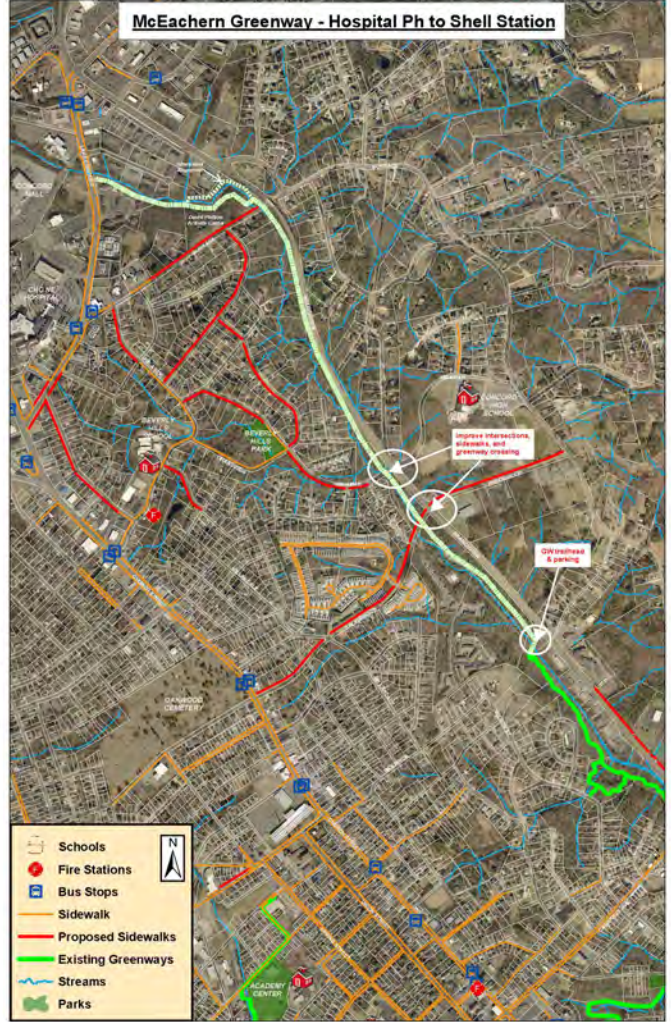 McEachern Greenway - Hospital Ph to Shell Station
CONCORD
MALL
HOSPITAL
CONCORD
HIGH
SCHOOL
Improve intersections,
sidewalks, and
greenway crossing
BEVERLY
HILLS
SCHOOL
BEVERLY
HILLS
PARK
GW trailhead
& parking
OAKWOOD
CEMETERY
N
Schools
Fire Stations
Bus Stops
Sidewalk
Proposed Sidewalks
Existing Greenways
Streams
Parks
ACADEMY
CENTER